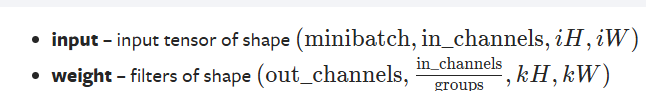 • input – input tensor of shape (minibatch, in_channels, iH, iW)
• weight – filters of shape (out_channels, in_channels/groups, kH, kW)